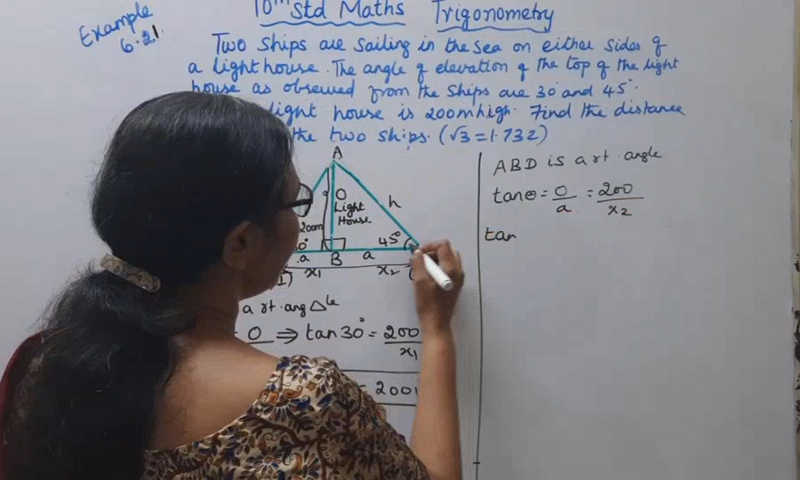 10th Std Maths Trigonometry
Example
6.21
Two ships are sailing in the sea on either sides of
a light house. The angle of elevation of the top of the light
house as observed from the ships are 30° and 45°.
light house is 200m high. Find the distance
the two ships. (√3=1.732)
A
O
Light
House
200m
h
45°
a
B
a
x₁
x₂
a rt. ang △le
= O ⇒ tan30° = 200
x₁
= 200
ABD is a rt. angle
tanθ = O/a = 200/x₂
tan